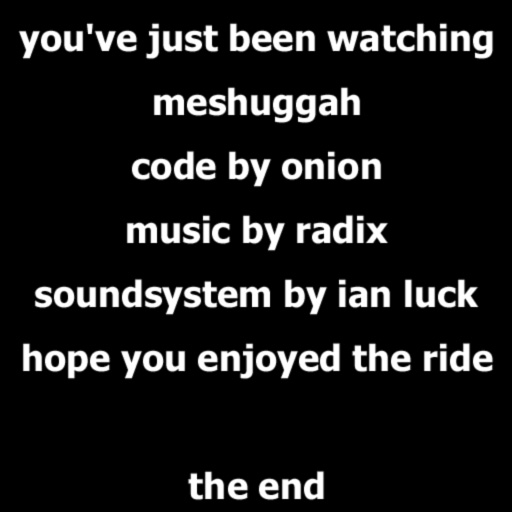 you've just been watching
meshuggah
code by onion
music by radix
soundsystem by ian luck
hope you enjoyed the ride
the end